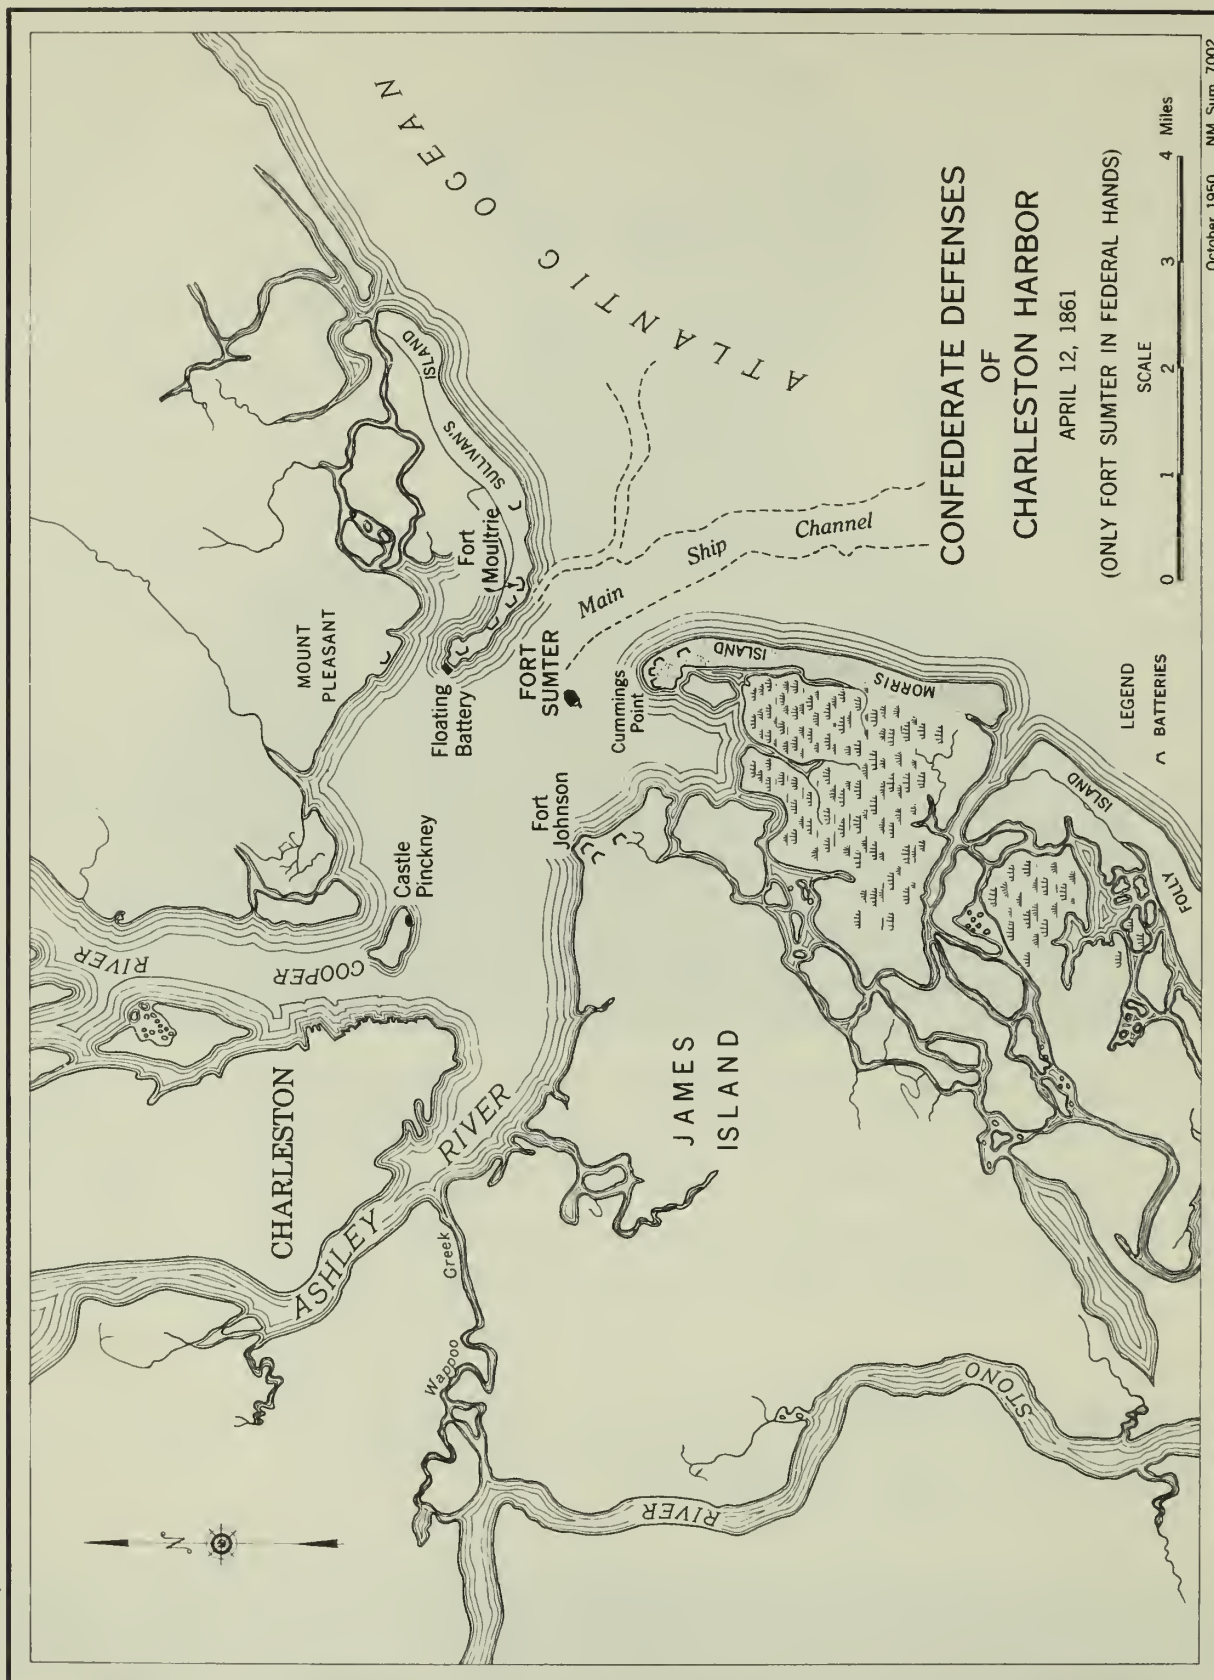 ATLANTIC OCEAN
SULLIVAN'S
ISLAND
Fort
Moultrie
MOUNT
PLEASANT
Floating
Battery
FORT
SUMTER
Main Ship Channel
Cummings
Point
MORRIS
ISLAND
Fort
Johnson
Castle
Pinckney
COOPER
RIVER
CHARLESTON
ASHLEY RIVER
JAMES
ISLAND
FOLLY
ISLAND
Wappoo Creek
STONO
RIVER
N
CONFEDERATE DEFENSES
OF
CHARLESTON HARBOR
APRIL 12, 1861
(ONLY FORT SUMTER IN FEDERAL HANDS)
SCALE
0 1 2 3 4 Miles
LEGEND
BATTERIES
October 1950 NM Sum 7002